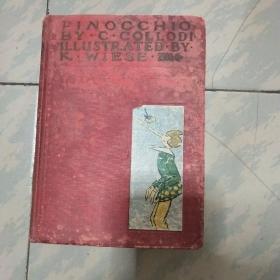 PINOCCHIO
BY·C·COLLODI
ILLUSTRATED·BY·
K·WIESE